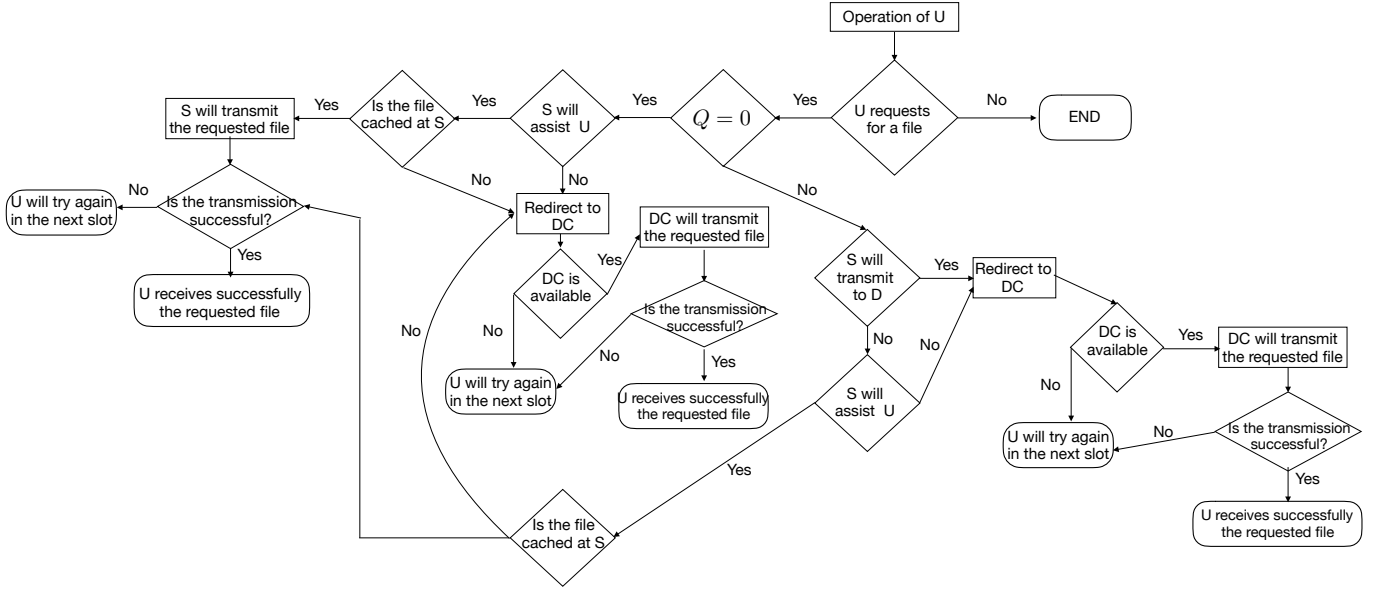 Operation of U
U requests
for a file
No
END
Yes
Q = 0
Yes
S will
assist U
Yes
Is the file
cached at S
Yes
S will transmit
the requested file
Is the transmission
successful?
No
U will try again
in the next slot
Yes
U receives successfully
the requested file
No
No
Redirect to
DC
DC is
available
Yes
DC will transmit
the requested file
No
U will try again
in the next slot
Is the transmission
successful?
No
Yes
U receives successfully
the requested file
No
S will
transmit
to D
Yes
Redirect to
DC
No
S will
assist U
No
Yes
Is the file
cached at S
No
DC is
available
Yes
DC will transmit
the requested file
No
U will try again
in the next slot
Is the transmission
successful?
No
Yes
U receives successfully
the requested file